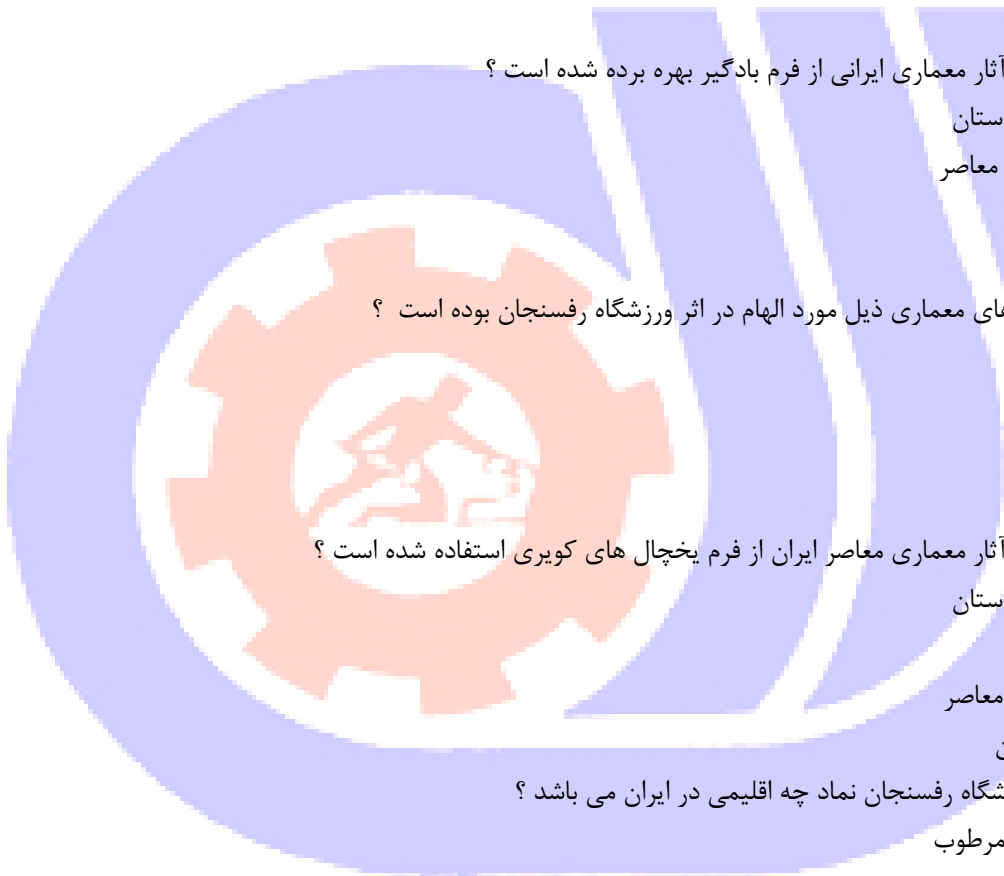 آثار معماری ایرانی از فرم بادگیر بهره برده شده است ؟
ستان
معاصر
های معماری ذیل مورد الهام در اثر ورزشگاه رفسنجان بوده است ؟
آثار معماری معاصر ایران از فرم یخچال های کویری استفاده شده است ؟
ستان
معاصر
شگاه رفسنجان نماد چه اقلیمی در ایران می باشد ؟
مرطوب